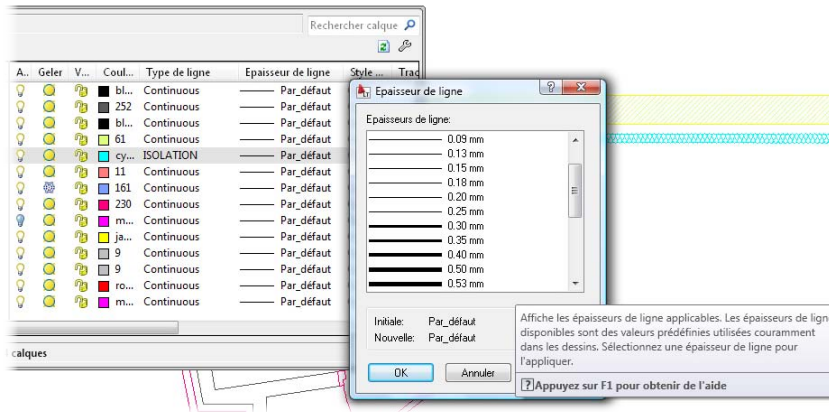 Rechercher calque
A.. Geler V... Coul... Type de ligne Epaisseur de ligne Style ... Trac
bl... Continuous Par_défaut
252 Continuous Par_défaut
bl... Continuous Par_défaut
61 Continuous Par_défaut
cy... ISOLATION Par_défaut
11 Continuous Par_défaut
161 Continuous Par_défaut
230 Continuous Par_défaut
m... Continuous Par_défaut
ja... Continuous Par_défaut
9 Continuous Par_défaut
9 Continuous Par_défaut
ro... Continuous Par_défaut
m... Continuous Par_défaut
calques
Epaisseur de ligne
Epaisseurs de ligne:
0.09 mm
0.13 mm
0.15 mm
0.18 mm
0.20 mm
0.25 mm
0.30 mm
0.35 mm
0.40 mm
0.50 mm
0.53 mm
Initiale: Par_défaut
Nouvelle: Par_défaut
OK Annuler
Affiche les épaisseurs de ligne applicables. Les épaisseurs de lign
disponibles sont des valeurs prédéfinies utilisées couramment
dans les dessins. Sélectionnez une épaisseur de ligne pour
l'appliquer.
Appuyez sur F1 pour obtenir de l'aide